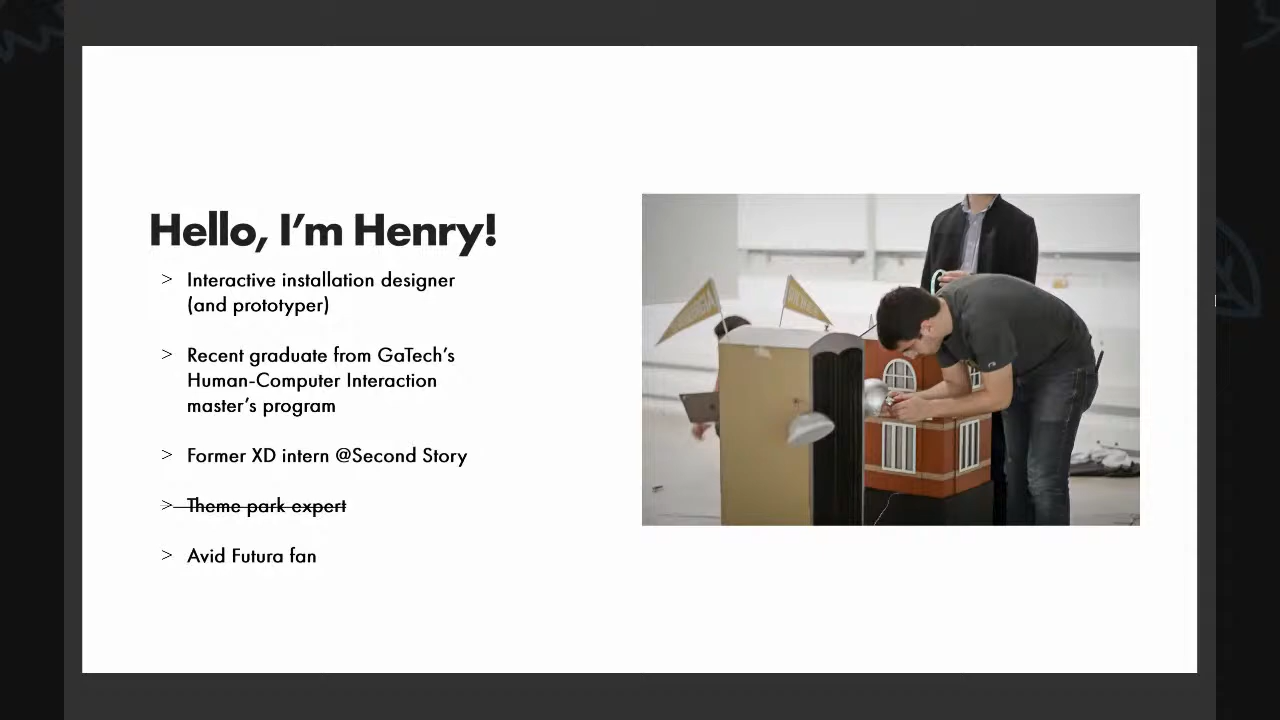 Hello, I'm Henry!
> Interactive installation designer
(and prototyper)
> Recent graduate from GaTech's
Human-Computer Interaction
master's program
> Former XD intern @Second Story
> Theme park expert
> Avid Futura fan